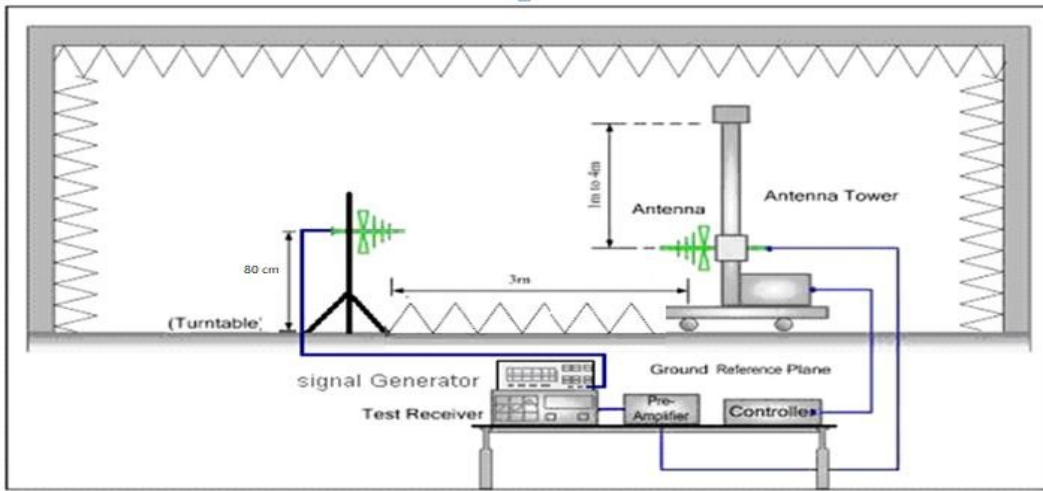 1m to 4m
Antenna
Antenna Tower
80 cm
3m
(Turntable)
signal Generator
Ground Reference Plane
Test Receiver
Pre-
Amplifier
Controller